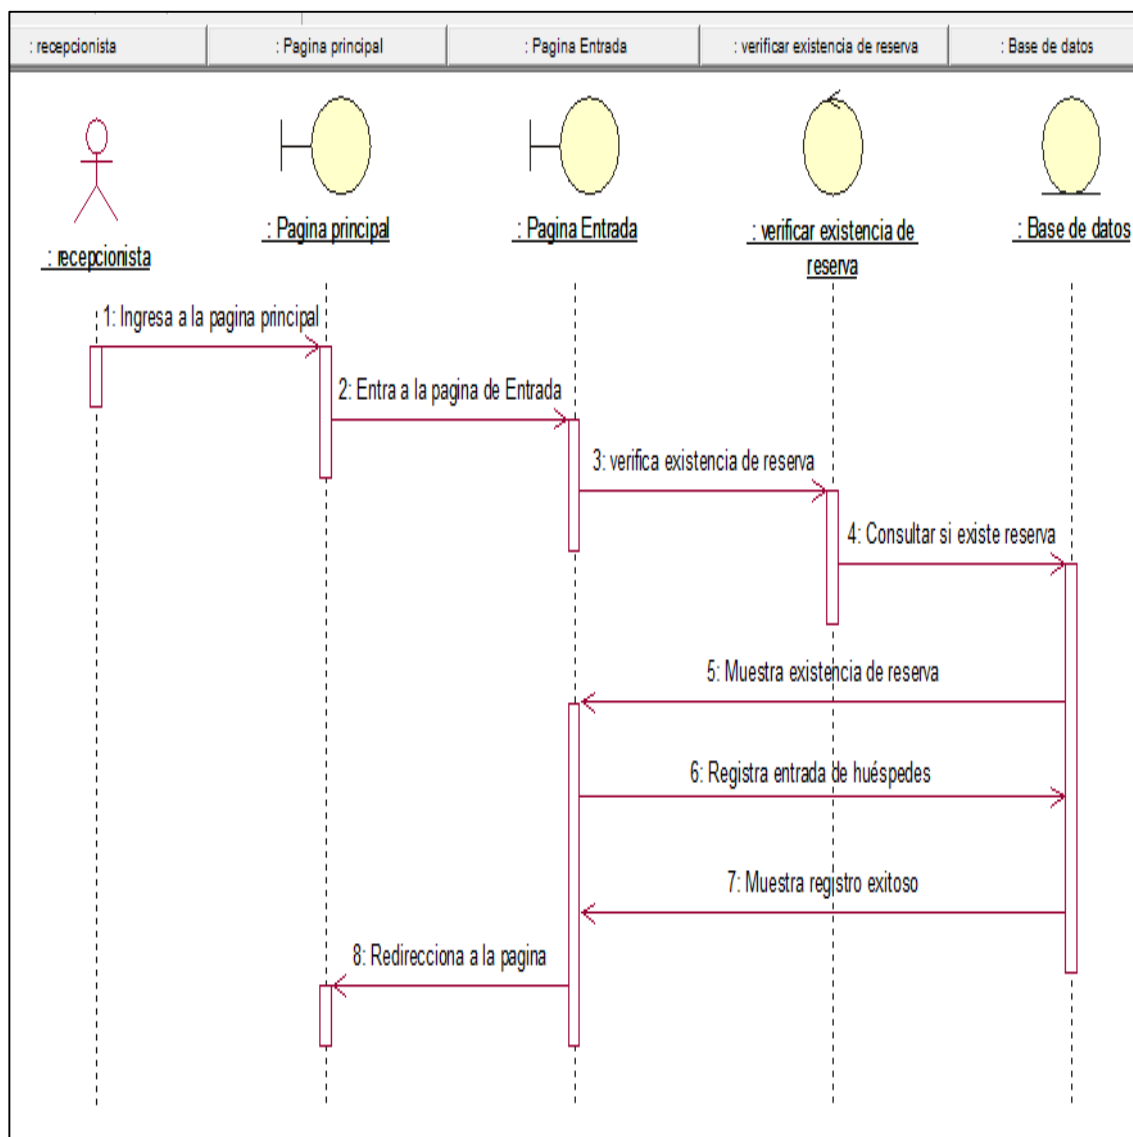 : recepcionista
: Pagina principal
: Pagina Entrada
: verificar existencia de reserva
: Base de datos
: recepcionista
: Pagina principal
: Pagina Entrada
: verificar existencia de
reserva
: Base de datos
1: Ingresa a la pagina principal
2: Entra a la pagina de Entrada
3: verifica existencia de reserva
4: Consultar si existe reserva
5: Muestra existencia de reserva
6: Registra entrada de huéspedes
7: Muestra registro exitoso
8: Redirecciona a la pagina